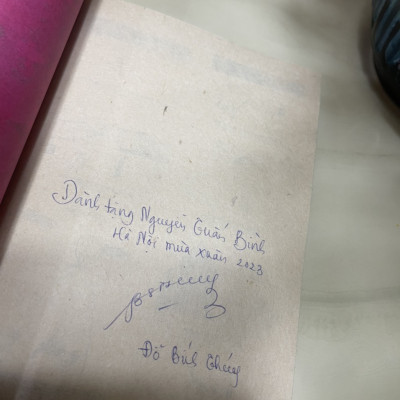 Dành tặng Nguyễn Tuấn Bình
Hà Nội mùa xuân 2023
Đỗ Bích Thúy